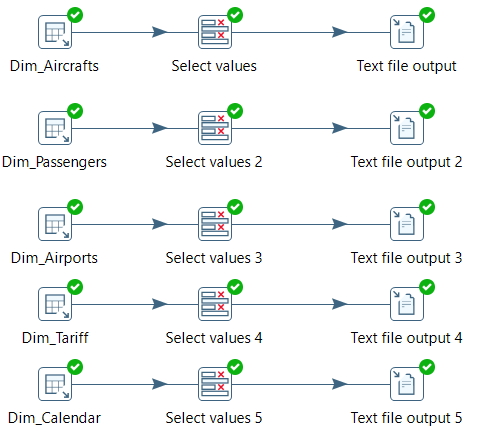 Dim_Aircrafts Select values Text file output
Dim_Passengers Select values 2 Text file output 2
Dim_Airports Select values 3 Text file output 3
Dim_Tariff Select values 4 Text file output 4
Dim_Calendar Select values 5 Text file output 5